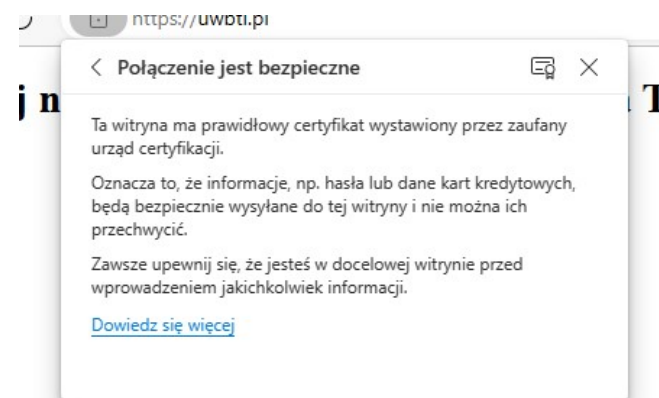 https://uwbti.pl
Połączenie jest bezpieczne
j n
T
Ta witryna ma prawidłowy certyfikat wystawiony przez zaufany
urząd certyfikacji.
Oznacza to, że informacje, np. hasła lub dane kart kredytowych,
będą bezpiecznie wysyłane do tej witryny i nie można ich
przechwycić.
Zawsze upewnij się, że jesteś w docelowej witrynie przed
wprowadzeniem jakichkolwiek informacji.
Dowiedz się więcej